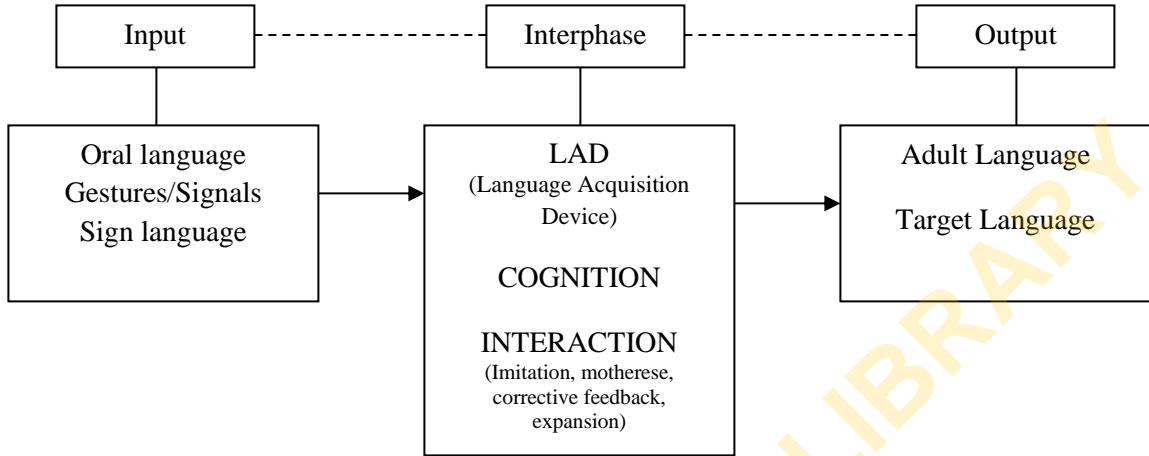 Input
Interphase
Output
Oral language
Gestures/Signals
Sign language
LAD
(Language Acquisition
Device)
COGNITION
INTERACTION
(Imitation, motherese,
corrective feedback,
expansion)
Adult Language
Target Language
LIBRARY